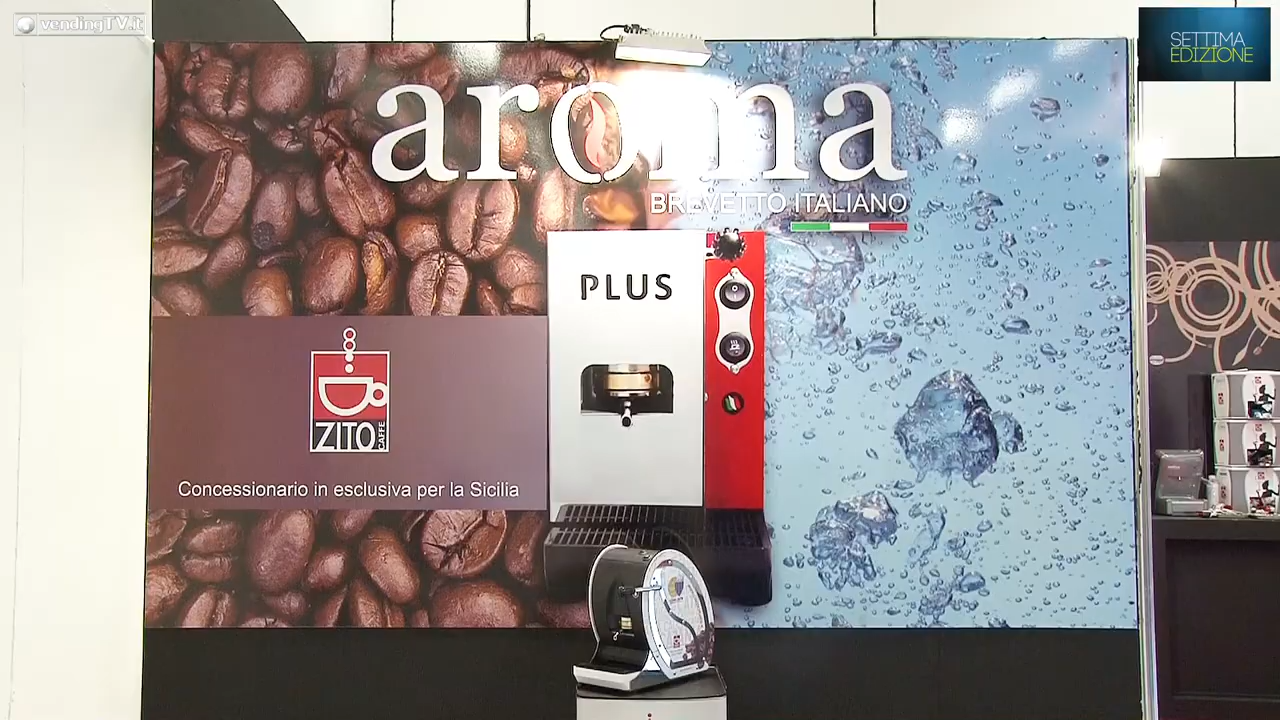 vendingTV.it
SETTIMA
EDIZIONE
aroma
BREVETTO ITALIANO
PLUS
ZITO
CAFFÈ
Concessionario in esclusiva per la Sicilia